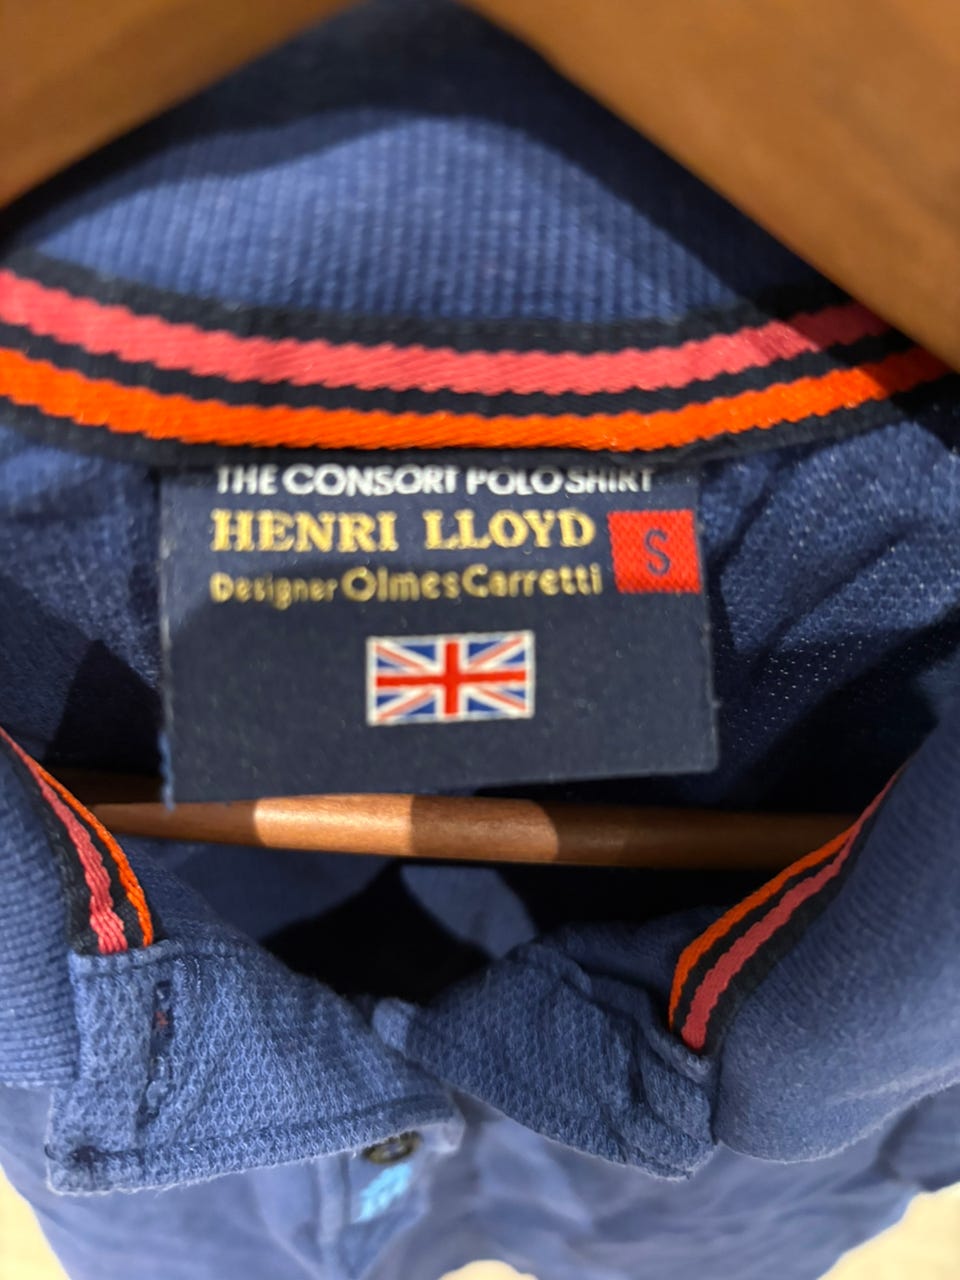 THE CONSORT POLO SHIRT
HENRI LLOYD
S
Designer Olmes Carretti